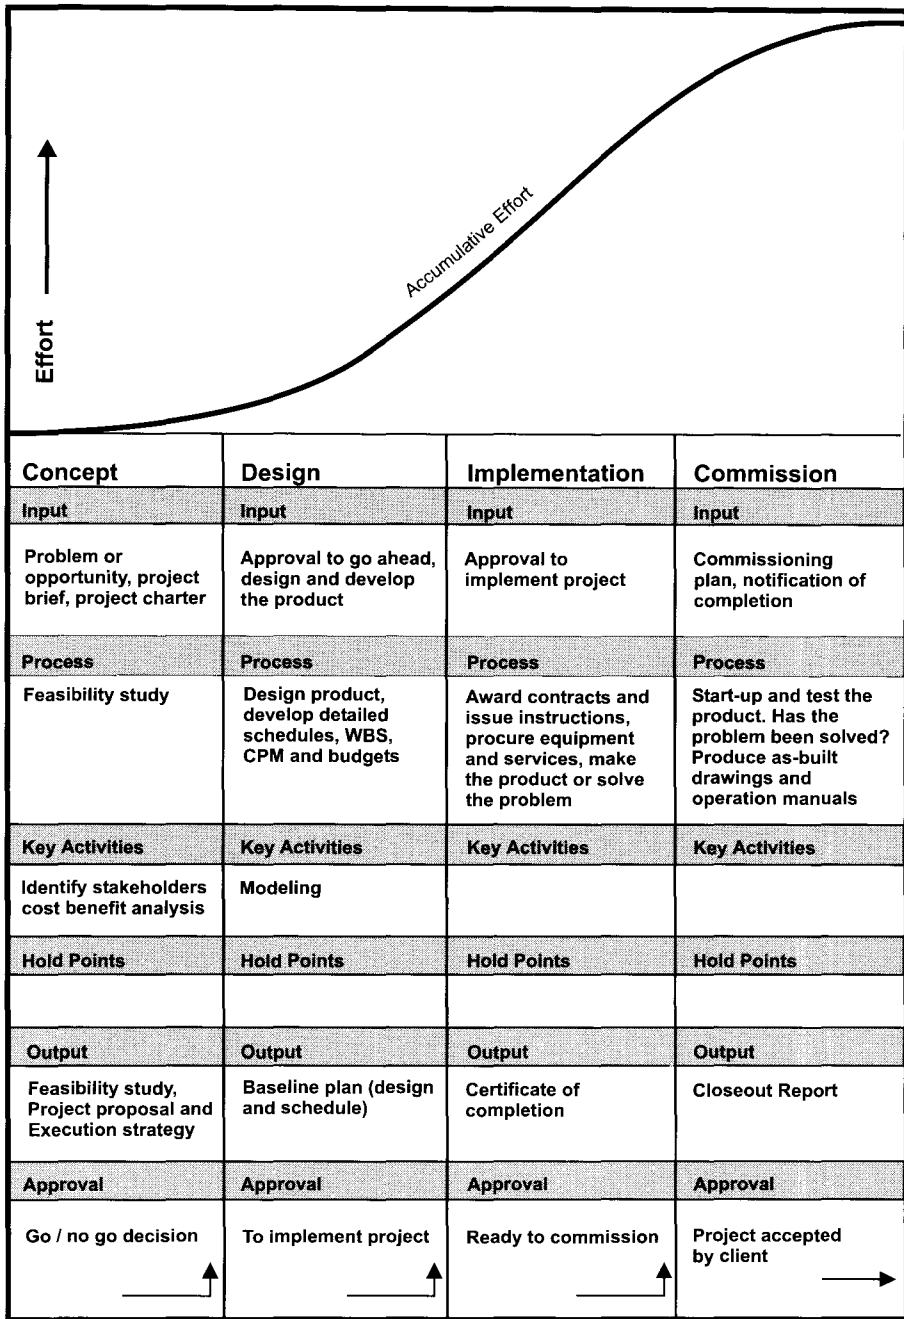 Effort
Accumulative Effort
Concept
Design
Implementation
Commission
Input
Input
Input
Input
Problem or
opportunity, project
brief, project charter
Approval to go ahead,
design and develop
the product
Approval to
implement project
Commissioning
plan, notification of
completion
Process
Process
Process
Process
Feasibility study
Design product,
develop detailed
schedules, WBS,
CPM and budgets
Award contracts and
issue instructions,
procure equipment
and services, make
the product or solve
the problem
Start-up and test the
product. Has the
problem been solved?
Produce as-built
drawings and
operation manuals
Key Activities
Key Activities
Key Activities
Key Activities
Identify stakeholders
cost benefit analysis
Modeling
Hold Points
Hold Points
Hold Points
Hold Points
Output
Output
Output
Output
Feasibility study,
Project proposal and
Execution strategy
Baseline plan (design
and schedule)
Certificate of
completion
Closeout Report
Approval
Approval
Approval
Approval
Go / no go decision
To implement project
Ready to commission
Project accepted
by client